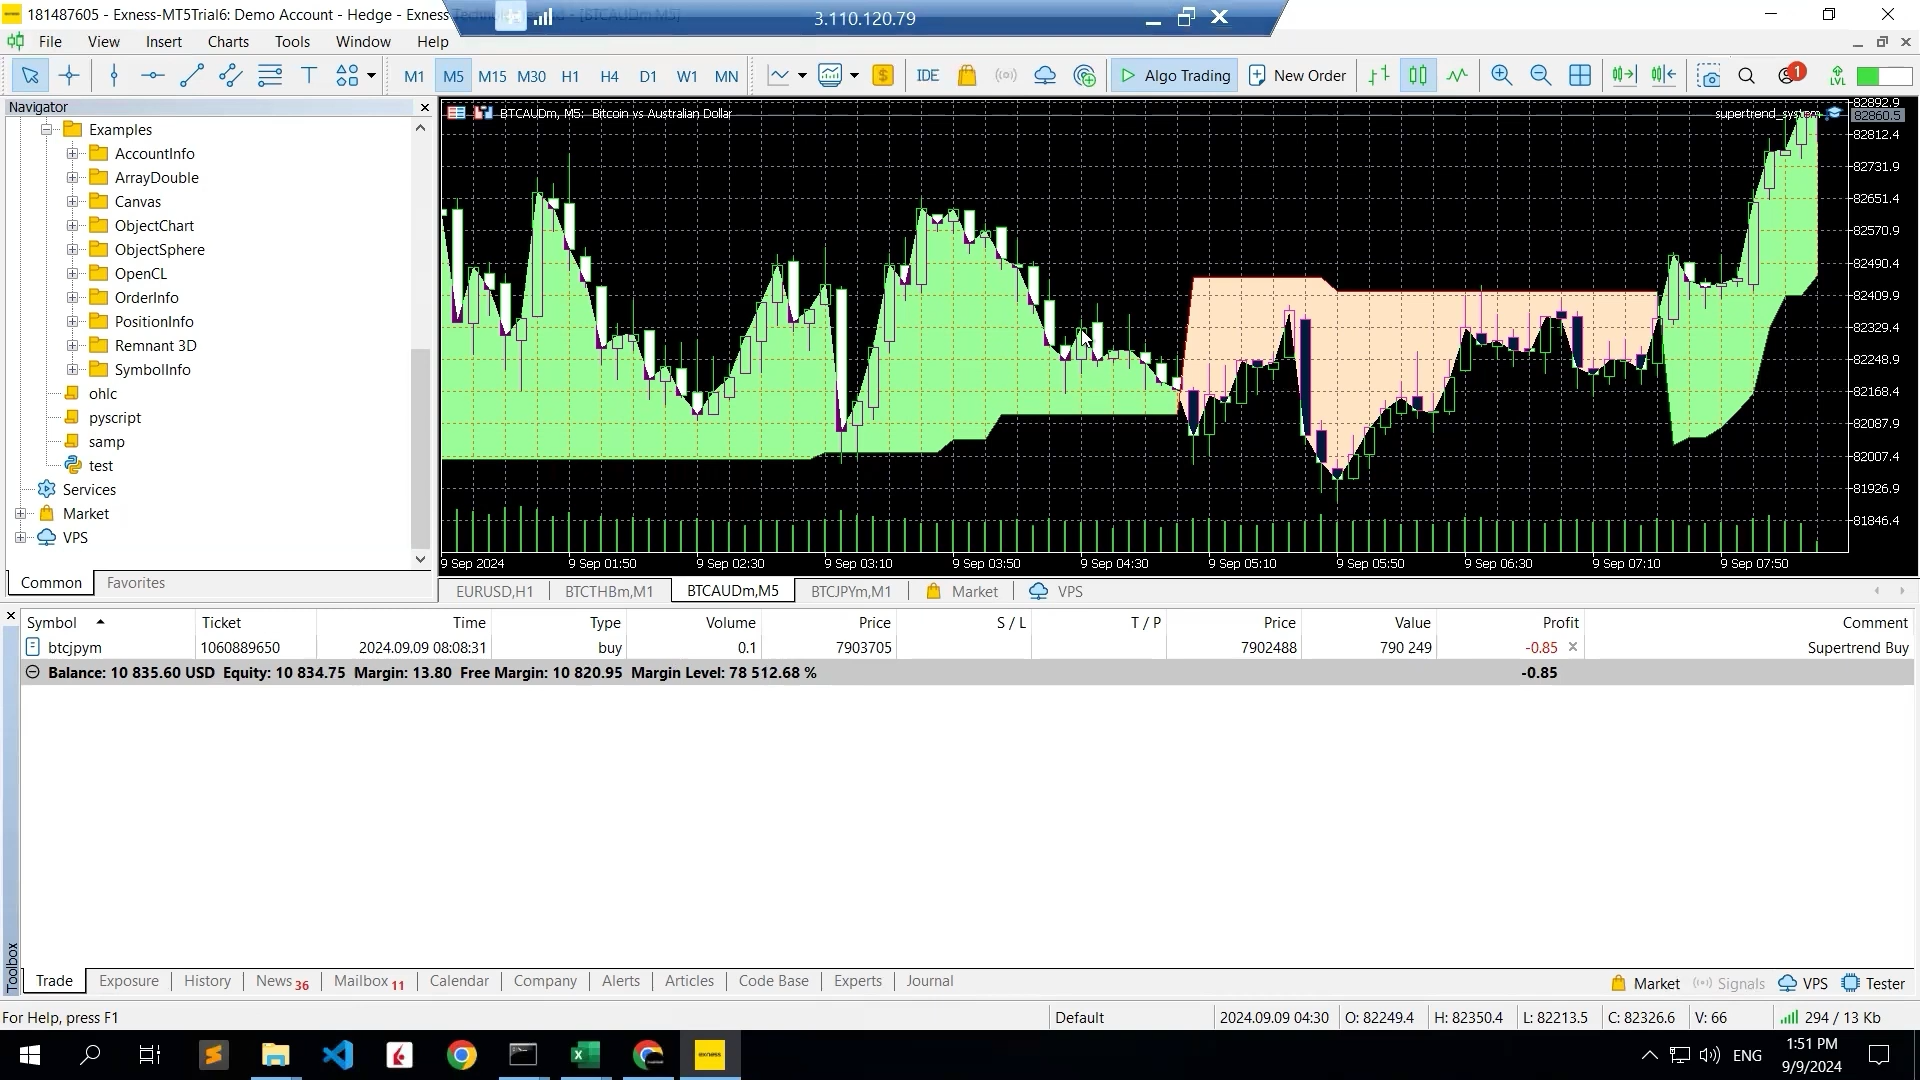 181487605 - Exness-MT5Trial6: Demo Account - Hedge - Exness
3.110.120.79
File View Insert Charts Tools Window Help
M1 M5 M15 M30 H1 H4 D1 W1 MN IDE Algo Trading New Order 1 LVL
Navigator
Examples
AccountInfo
ArrayDouble
Canvas
ObjectChart
ObjectSphere
OpenCL
OrderInfo
PositionInfo
Remnant 3D
SymbolInfo
ohlc
pyscript
samp
test
Services
Market
VPS
Common Favorites
BTCAUDm, M5: Bitcoin vs Australian Dollar
supertrend_system
82892.9
82860.5
82812.4
82731.9
82651.4
82570.9
82490.4
82409.9
82329.4
82248.9
82168.4
82087.9
82007.4
81926.9
81846.4
9 Sep 2024 9 Sep 01:50 9 Sep 02:30 9 Sep 03:10 9 Sep 03:50 9 Sep 04:30 9 Sep 05:10 9 Sep 05:50 9 Sep 06:30 9 Sep 07:10 9 Sep 07:50
EURUSD,H1 BTCTHBm,M1 BTCAUDm,M5 BTCJPYm,M1 Market VPS
Symbol Ticket Time Type Volume Price S / L T / P Price Value Profit Comment
btcjpym 1060889650 2024.09.09 08:08:31 buy 0.1 7903705 7902488 790 249 -0.85 Supertrend Buy
Balance: 10 835.60 USD Equity: 10 834.75 Margin: 13.80 Free Margin: 10 820.95 Margin Level: 78 512.68 % -0.85
Toolbox
Trade Exposure History News 36 Mailbox 11 Calendar Company Alerts Articles Code Base Experts Journal Market Signals VPS Tester
For Help, press F1 Default 2024.09.09 04:30 O: 82249.4 H: 82350.4 L: 82213.5 C: 82326.6 V: 66 294 / 13 Kb
exness
ENG
1:51 PM
9/9/2024